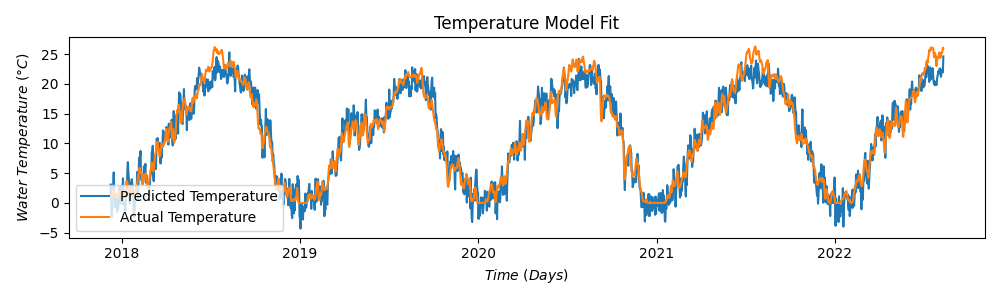 Temperature Model Fit
Water Temperature (°C)
25
20
15
10
5
0
−5
Predicted Temperature
Actual Temperature
2018
2019
2020
2021
2022
Time (Days)